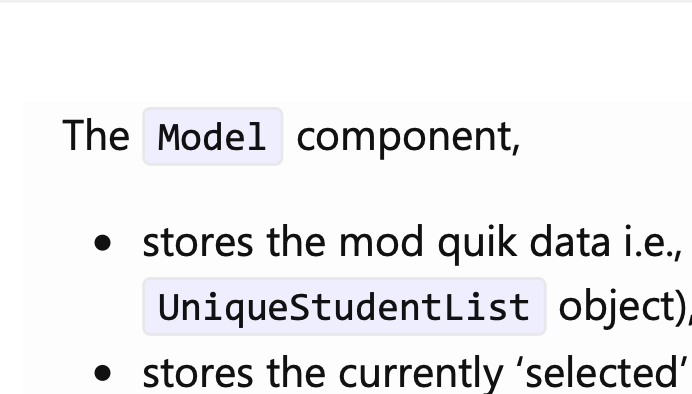 The Model component,
• stores the mod quik data i.e.,
UniqueStudentList object),
• stores the currently ‘selected’